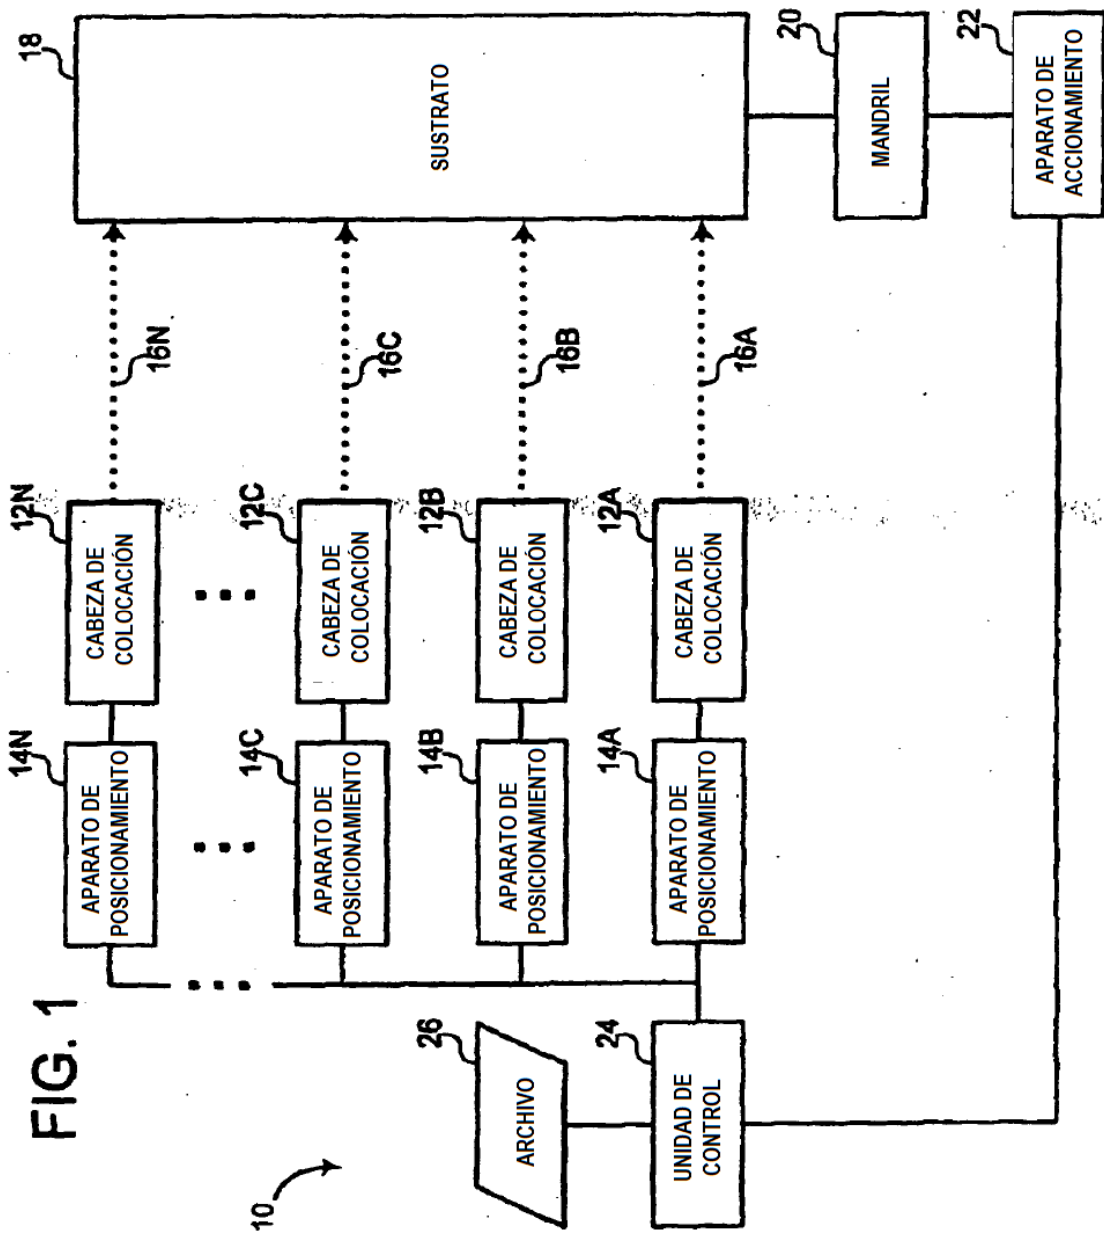 FIG. 1
10
ARCHIVO
26
UNIDAD DE
CONTROL
24
APARATO DE
POSICIONAMIENTO
14N
APARATO DE
POSICIONAMIENTO
14C
APARATO DE
POSICIONAMIENTO
14B
APARATO DE
POSICIONAMIENTO
14A
CABEZA DE
COLOCACIÓN
12N
CABEZA DE
COLOCACIÓN
12C
CABEZA DE
COLOCACIÓN
12B
CABEZA DE
COLOCACIÓN
12A
16N
16C
16B
16A
SUSTRATO
18
MANDRIL
20
APARATO DE
ACCIONAMIENTO
22